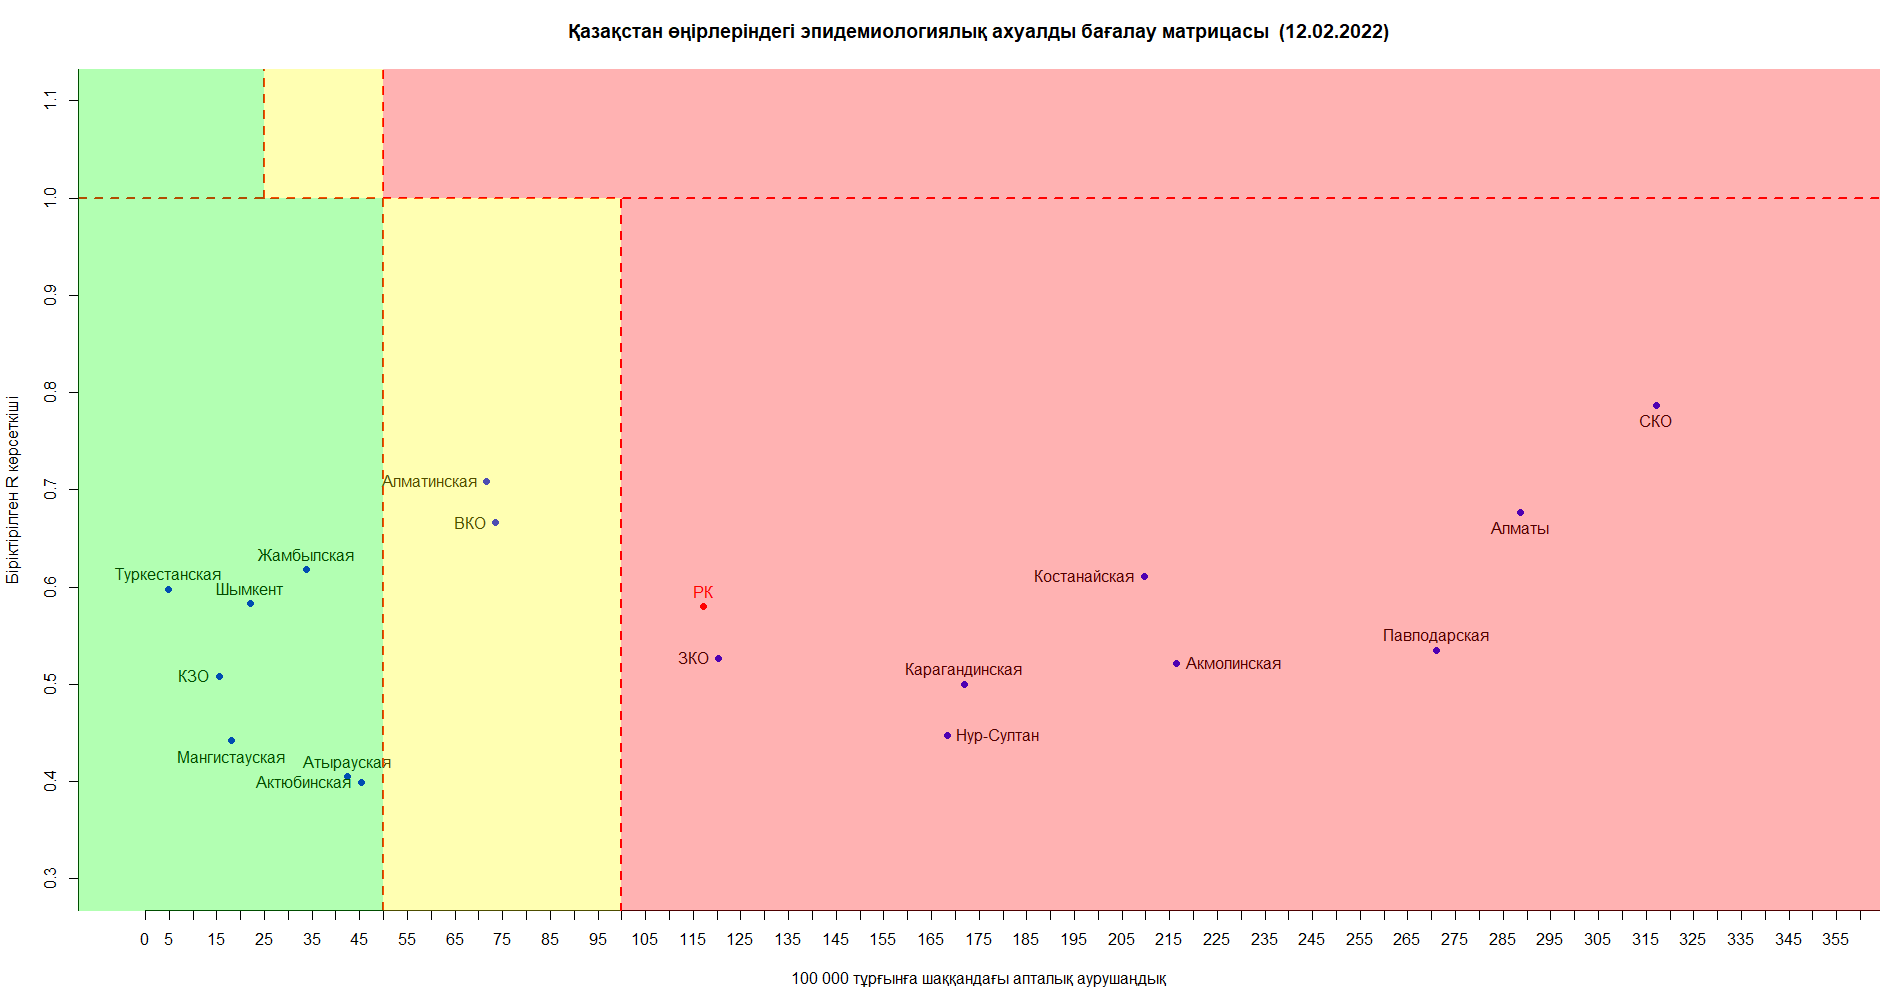 Қазақстан өңірлеріндегі эпидемиологиялық ахуалды бағалау матрицасы (12.02.2022)
Біріктірілген R көрсеткіші
1.1
1.0
0.9
0.8
0.7
0.6
0.5
0.4
0.3
СКО
Алматинская
ВКО
Алматы
Жамбылская
Туркестанская
Шымкент
Костанайская
РК
Павлодарская
ЗКО
Акмолинская
Карагандинская
КЗО
Нур-Султан
Мангистауская
Атырауская
Актюбинская
0 5 15 25 35 45 55 65 75 85 95 105 115 125 135 145 155 165 175 185 195 205 215 225 235 245 255 265 275 285 295 305 315 325 335 345 355
100 000 тұрғынға шаққандағы апталық аурушаңдық